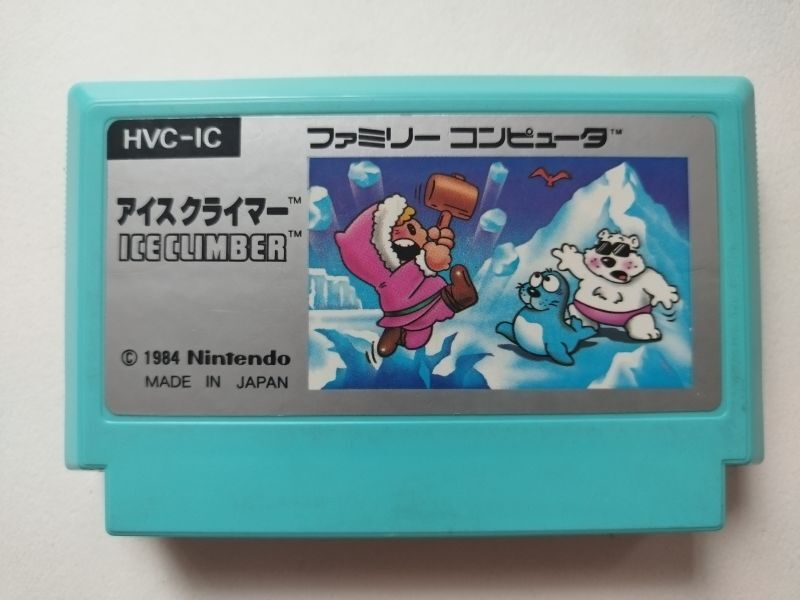 HVC-IC
ファミリー コンピュータ™
アイスクライマー™
ICE CLIMBER™
© 1984 Nintendo
MADE IN JAPAN